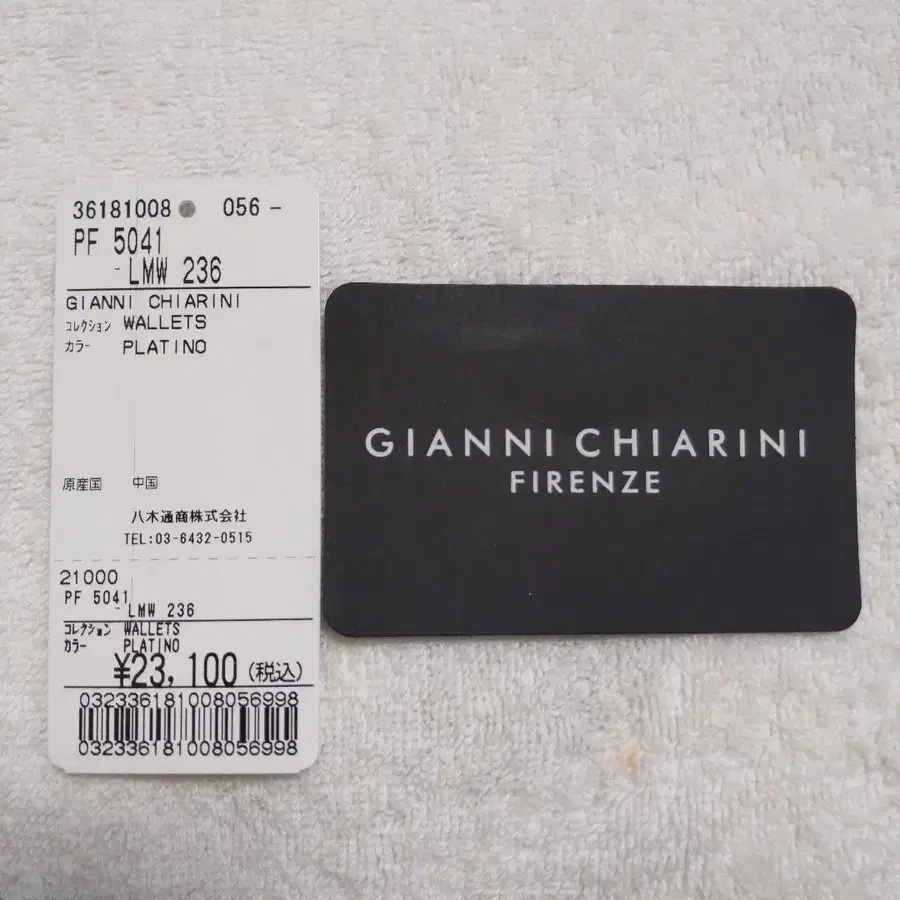 36181008 056 -
PF 5041
- LMW 236
GIANNI CHIARINI
コレクション WALLETS
カラー PLATINO
原産国 中国
八木通商株式会社
TEL:03-6432-0515
21000
PF 5041
- LMW 236
コレクション WALLETS
カラー PLATINO
¥23,100(税込)
032336181008056998
032336181008056998
GIANNI CHIARINI
FIRENZE